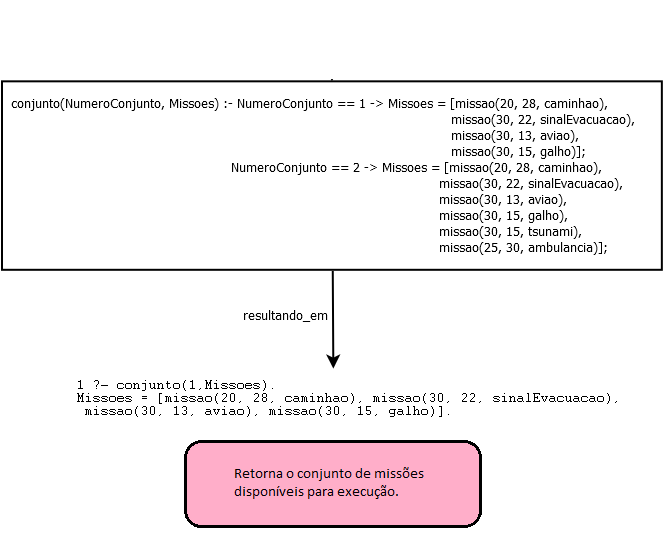 conjunto(NumeroConjunto, Missoes) :- NumeroConjunto == 1 -> Missoes = [missao(20, 28, caminhao),
missao(30, 22, sinalEvacuacao),
missao(30, 13, aviao),
missao(30, 15, galho)];
NumeroConjunto == 2 -> Missoes = [missao(20, 28, caminhao),
missao(30, 22, sinalEvacuacao),
missao(30, 13, aviao),
missao(30, 15, galho),
missao(30, 15, tsunami),
missao(25, 30, ambulancia)];
resultando_em
1 ?- conjunto(1,Missoes).
Missoes = [missao(20, 28, caminhao), missao(30, 22, sinalEvacuacao),
missao(30, 13, aviao), missao(30, 15, galho)].
Retorna o conjunto de missões
disponíveis para execução.